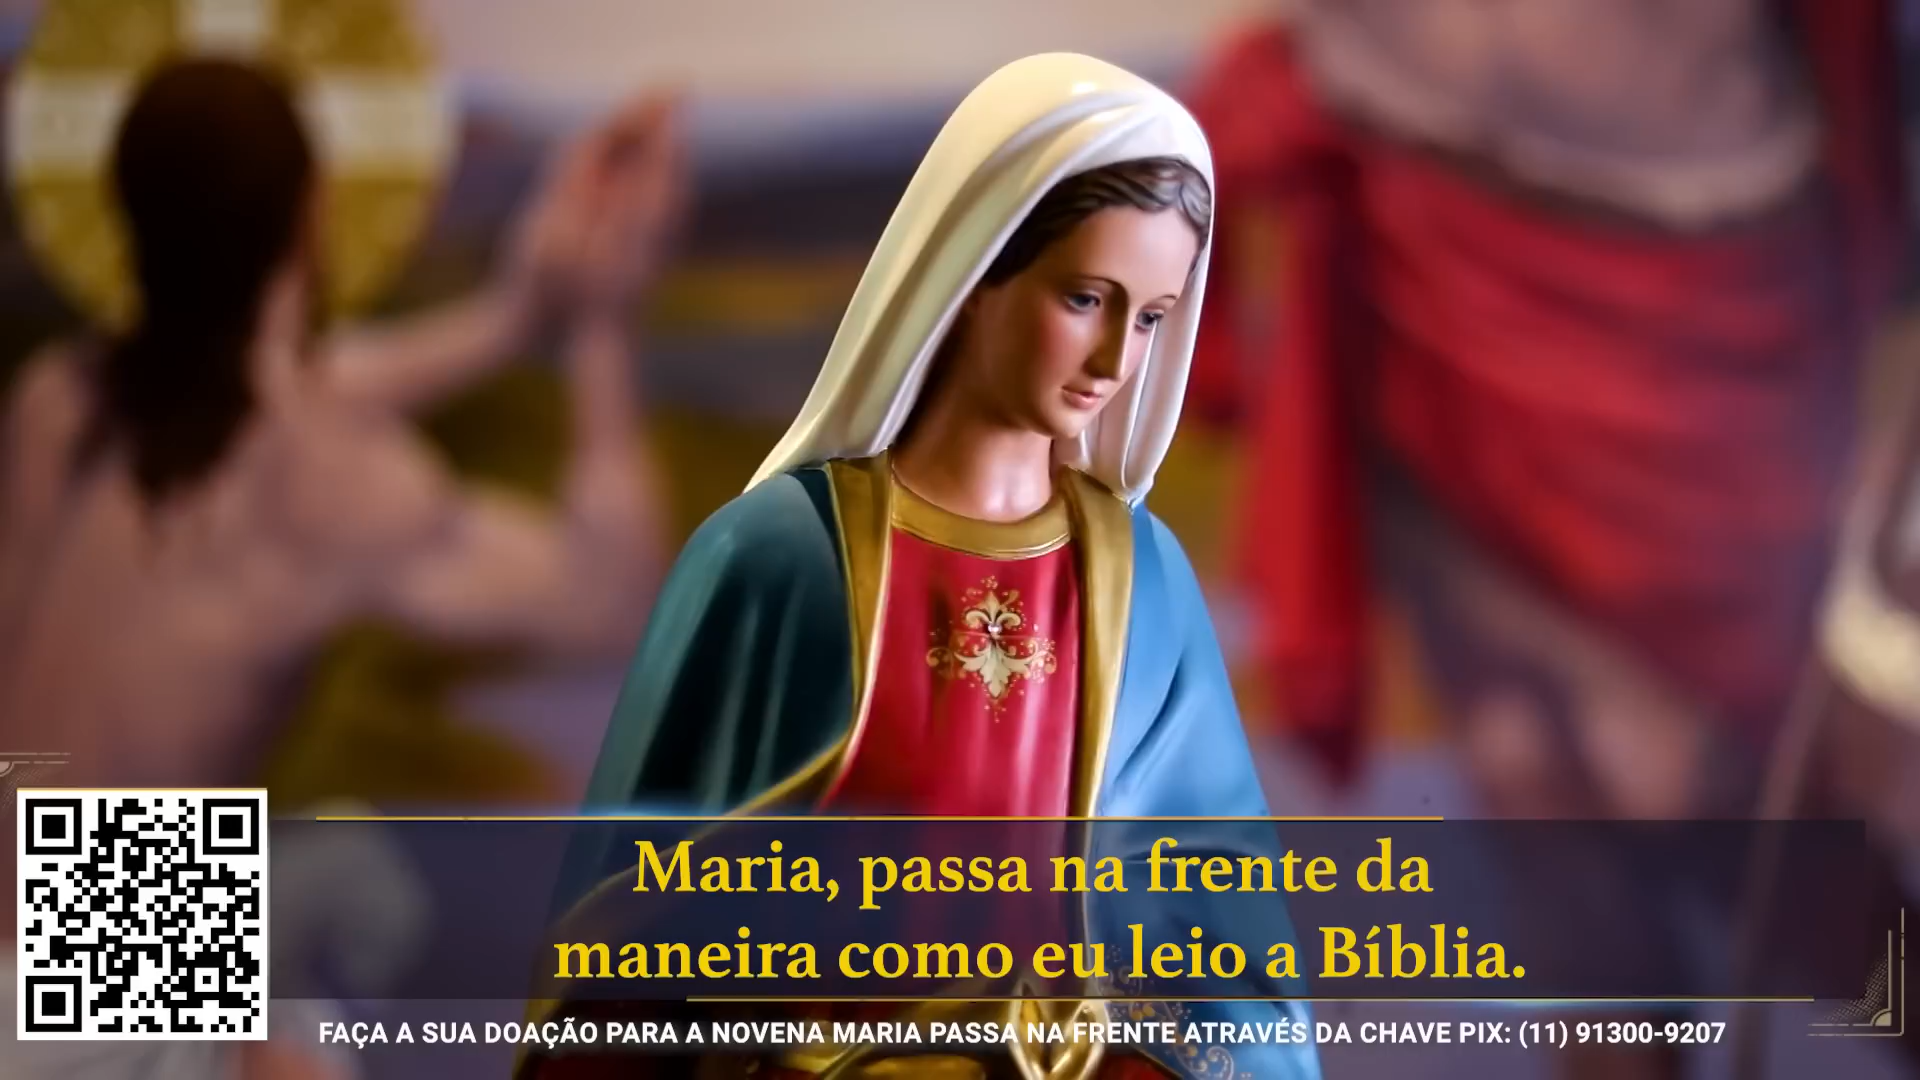 Maria, passa na frente da
maneira como eu leio a Bíblia.
FAÇA A SUA DOAÇÃO PARA A NOVENA MARIA PASSA NA FRENTE ATRAVÉS DA CHAVE PIX: (11) 91300-9207